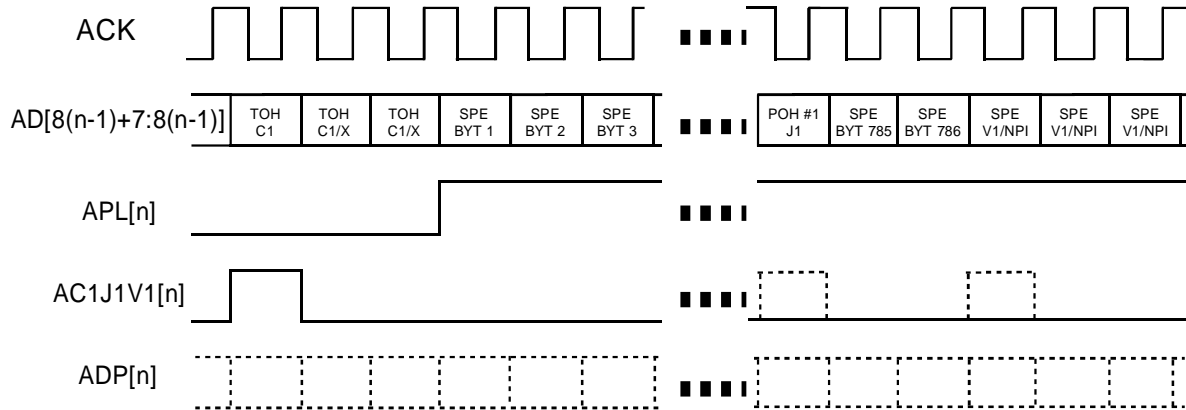 ACK
AD[8(n-1)+7:8(n-1)]
TOH
C1
TOH
C1/X
TOH
C1/X
SPE
BYT 1
SPE
BYT 2
SPE
BYT 3
POH #1
J1
SPE
BYT 785
SPE
BYT 786
SPE
V1/NPI
SPE
V1/NPI
SPE
V1/NPI
APL[n]
AC1J1V1[n]
ADP[n]